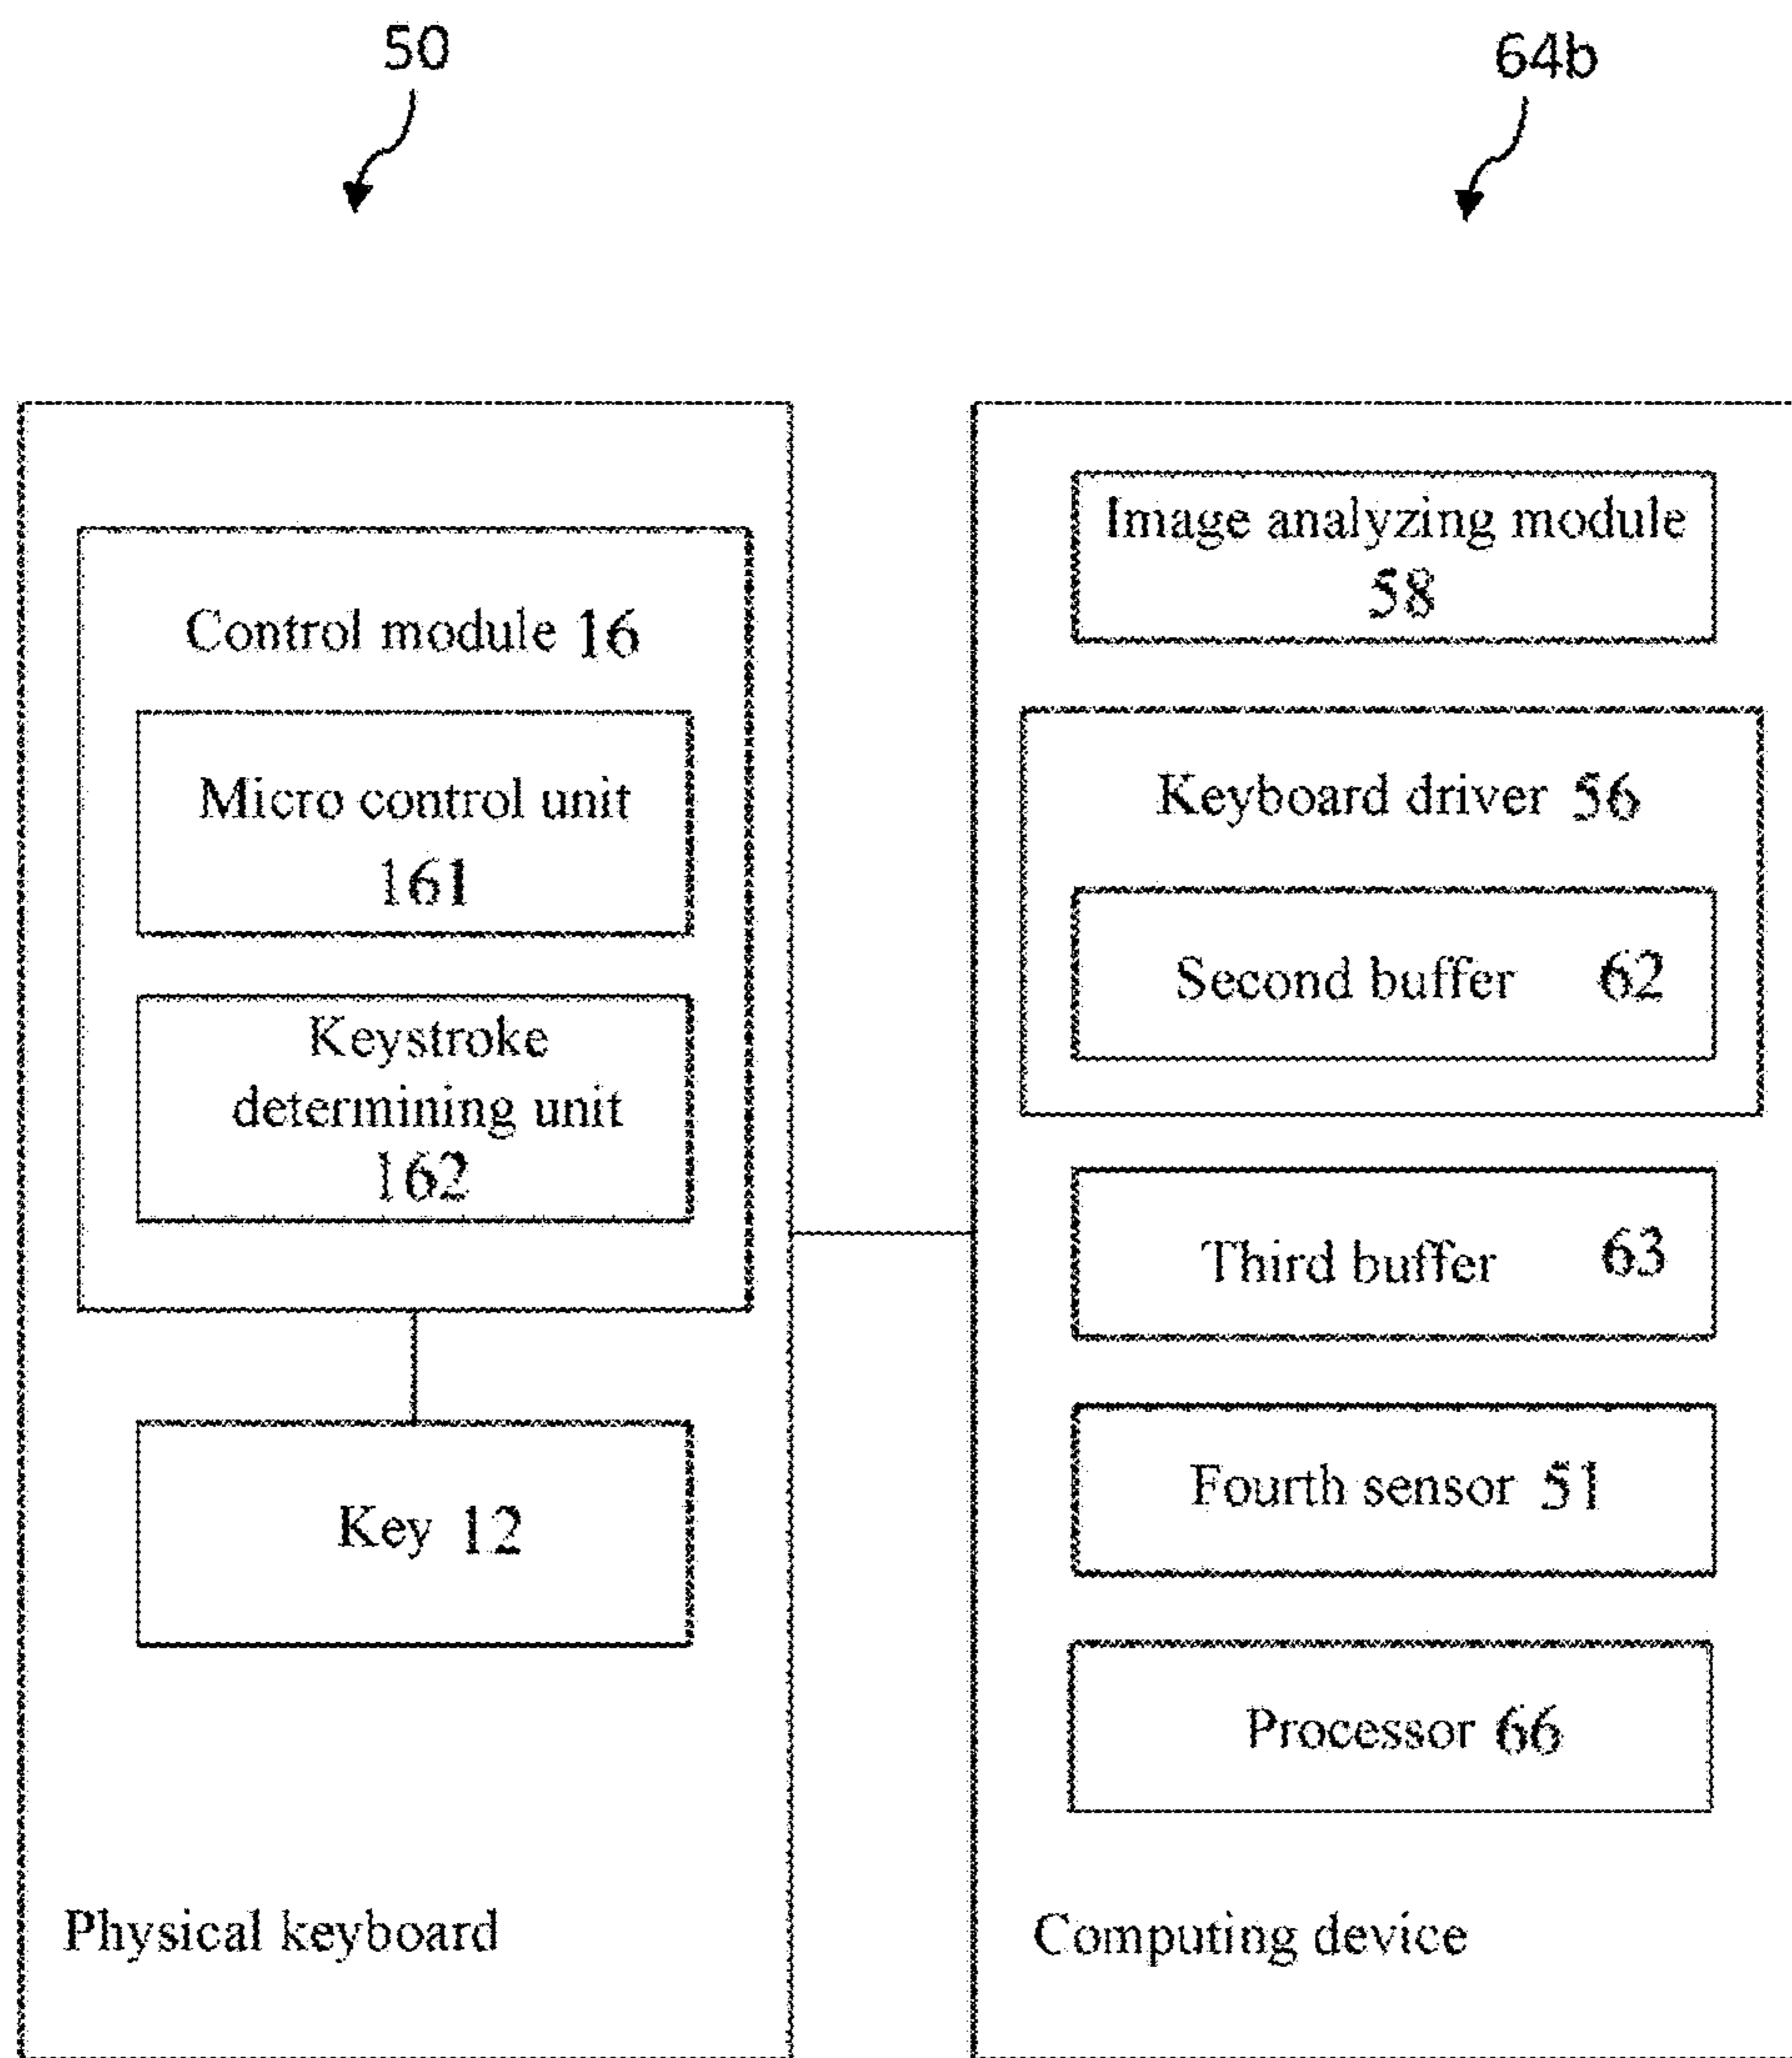 50
64b
Control module 16
Micro control unit
161
Keystroke
determining unit
162
Key 12
Physical keyboard
Image analyzing module
58
Keyboard driver 56
Second buffer 62
Third buffer 63
Fourth sensor 51
Processor 66
Computing device